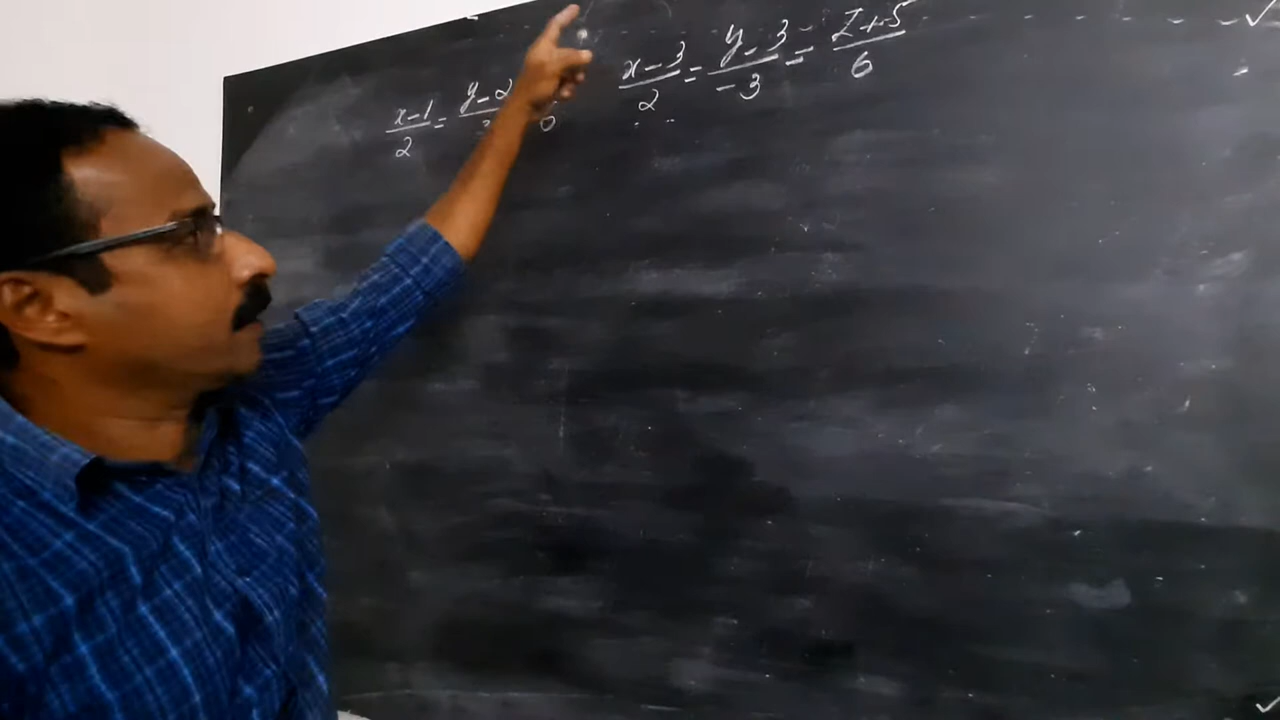 x-1/2 = y-2
x-3/2 = y-3/-3 = z+5/6